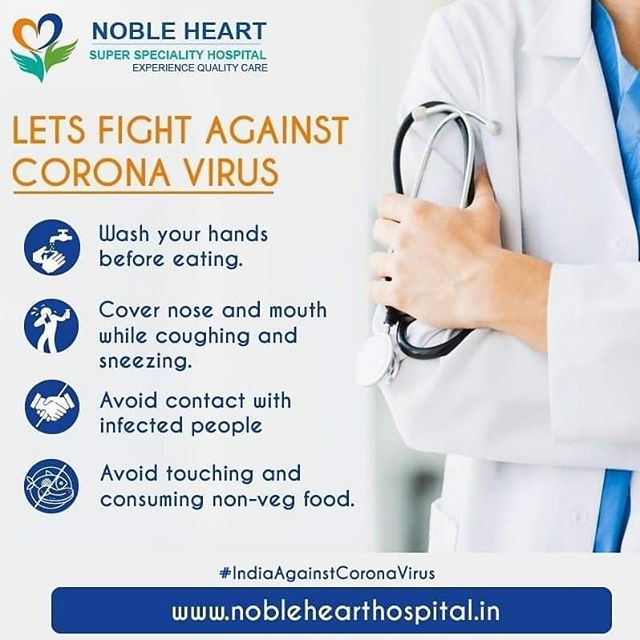 NOBLE HEART
SUPER SPECIALITY HOSPITAL
EXPERIENCE QUALITY CARE
LETS FIGHT AGAINST
CORONA VIRUS
Wash your hands
before eating.
Cover nose and mouth
while coughing and
sneezing.
Avoid contact with
infected people
Avoid touching and
consuming non-veg food.
#IndiaAgainstCoronaVirus
www.noblehearthospital.in